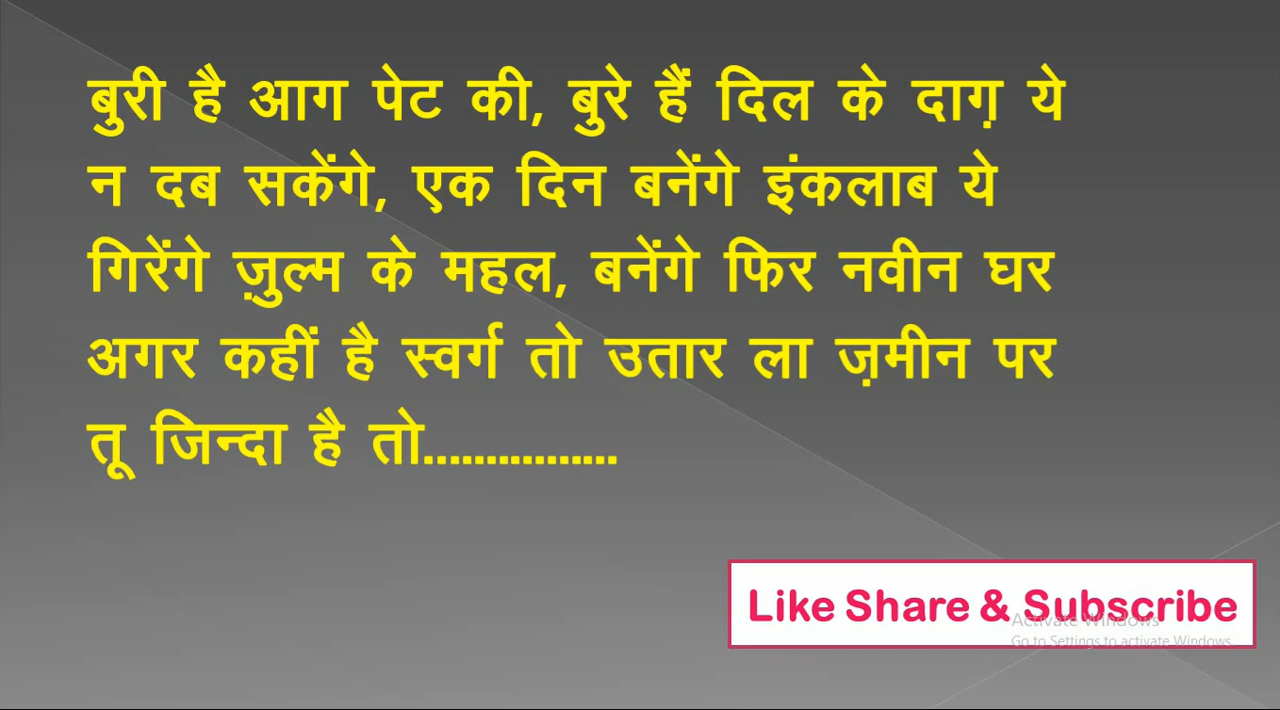 बुरी है आग पेट की, बुरे हैं दिल के दाग़ ये
न दब सकेंगे, एक दिन बनेंगे इंकलाब ये
गिरेंगे ज़ुल्म के महल, बनेंगे फिर नवीन घर
अगर कहीं है स्वर्ग तो उतार ला ज़मीन पर
तू जिन्दा है तो................
Like Share & Subscribe
Activate Windows
Go to Settings to activate Windows.